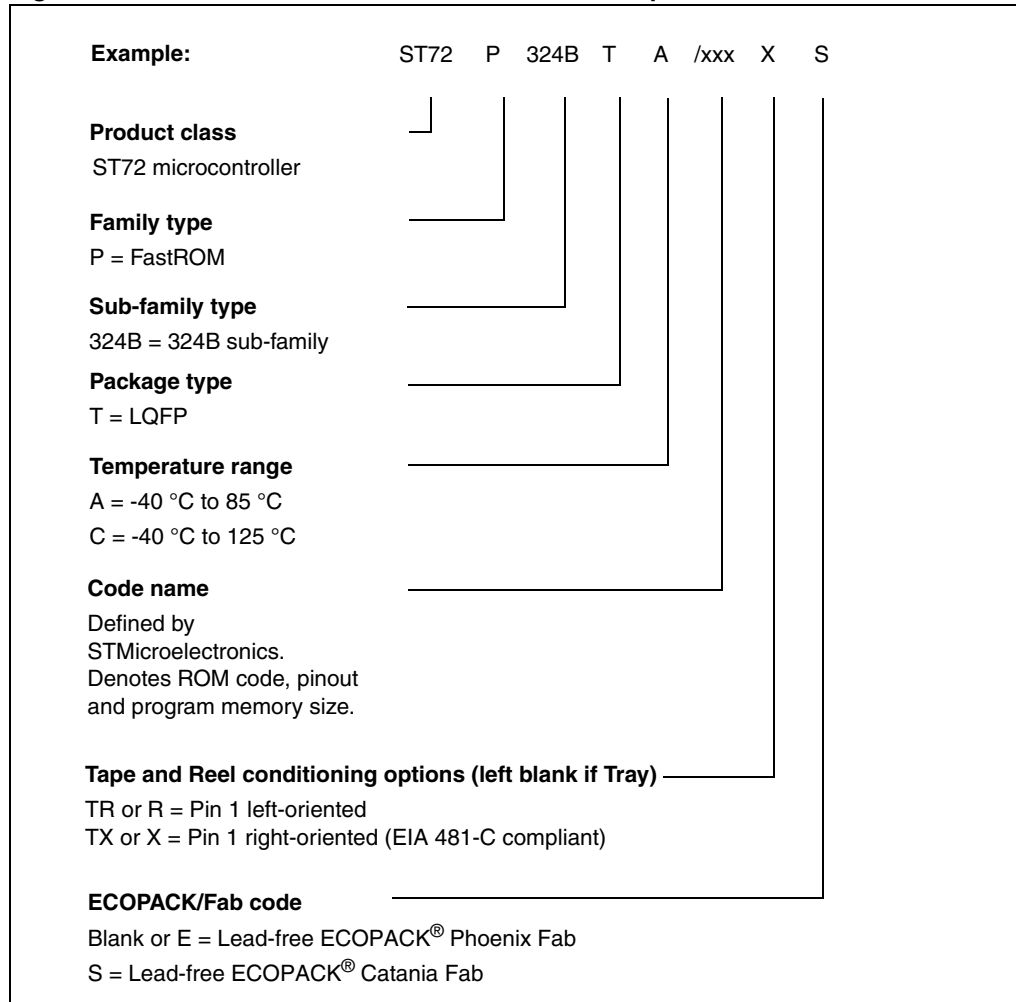 Example: ST72 P 324B T A /xxx X S
Product class
ST72 microcontroller
Family type
P = FastROM
Sub-family type
324B = 324B sub-family
Package type
T = LQFP
Temperature range
A = -40 °C to 85 °C
C = -40 °C to 125 °C
Code name
Defined by
STMicroelectronics.
Denotes ROM code, pinout
and program memory size.
Tape and Reel conditioning options (left blank if Tray)
TR or R = Pin 1 left-oriented
TX or X = Pin 1 right-oriented (EIA 481-C compliant)
ECOPACK/Fab code
Blank or E = Lead-free ECOPACK® Phoenix Fab
S = Lead-free ECOPACK® Catania Fab